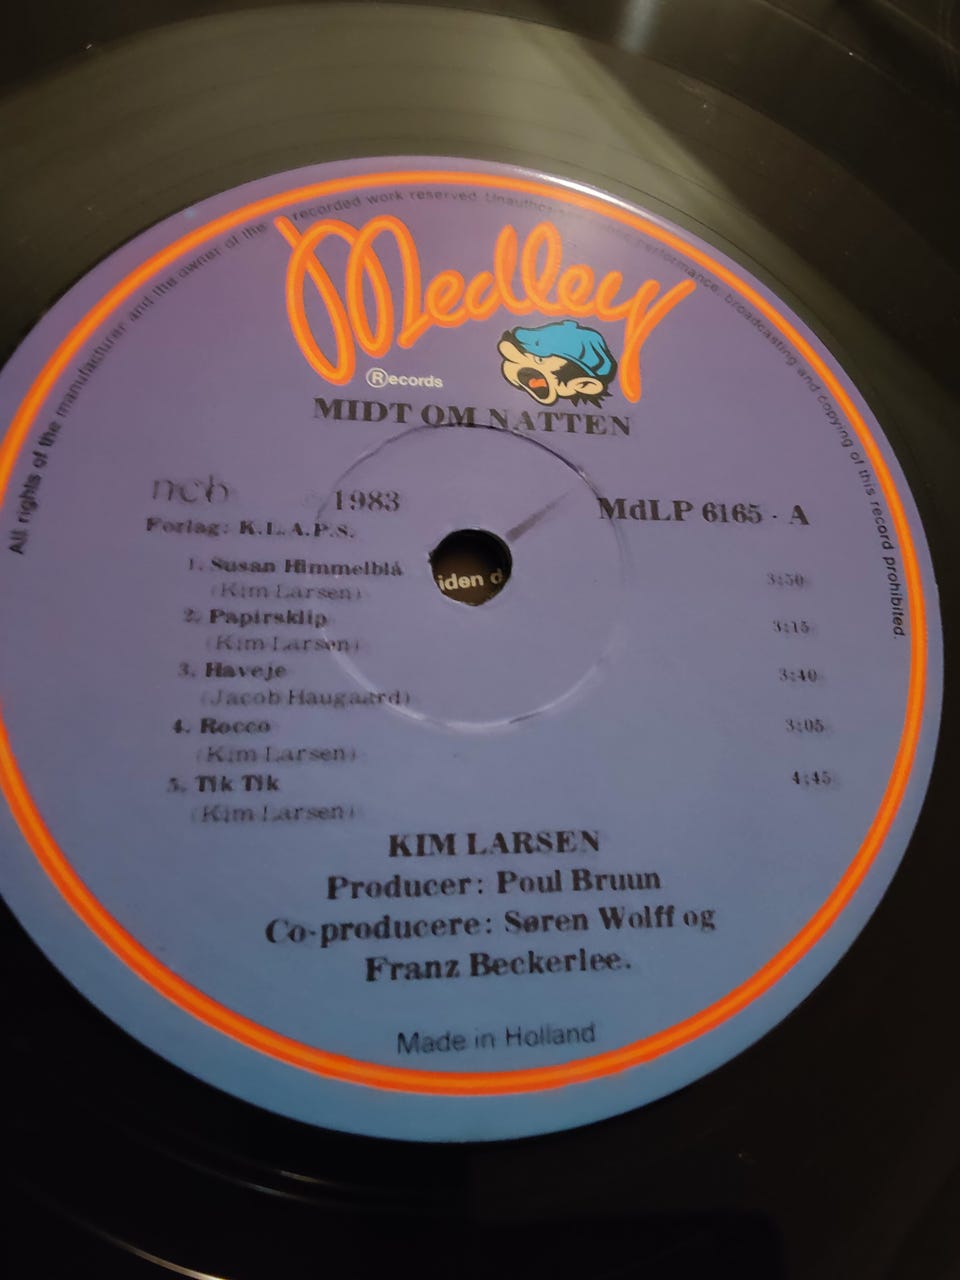 All rights of the manufacturer and the owner of the recorded work reserved. performance, broadcasting and copying of this record prohibited.
Medley
Records
MIDT OM NATTEN
ncb
1983
MdLP 6165 · A
Forlag: K.L.A.P.S.
1. Susan Himmelblå 3:50
(Kim Larsen)
2. Papirsklip 3:15
(Kim Larsen)
3. Haveje 3:40
(Jacob Haugaard)
4. Rocco 3:05
(Kim Larsen)
5. Tik Tik 4:45
(Kim Larsen)
iden d
KIM LARSEN
Producer: Poul Bruun
Co-producere: Søren Wolff og
Franz Beckerlee.
Made in Holland